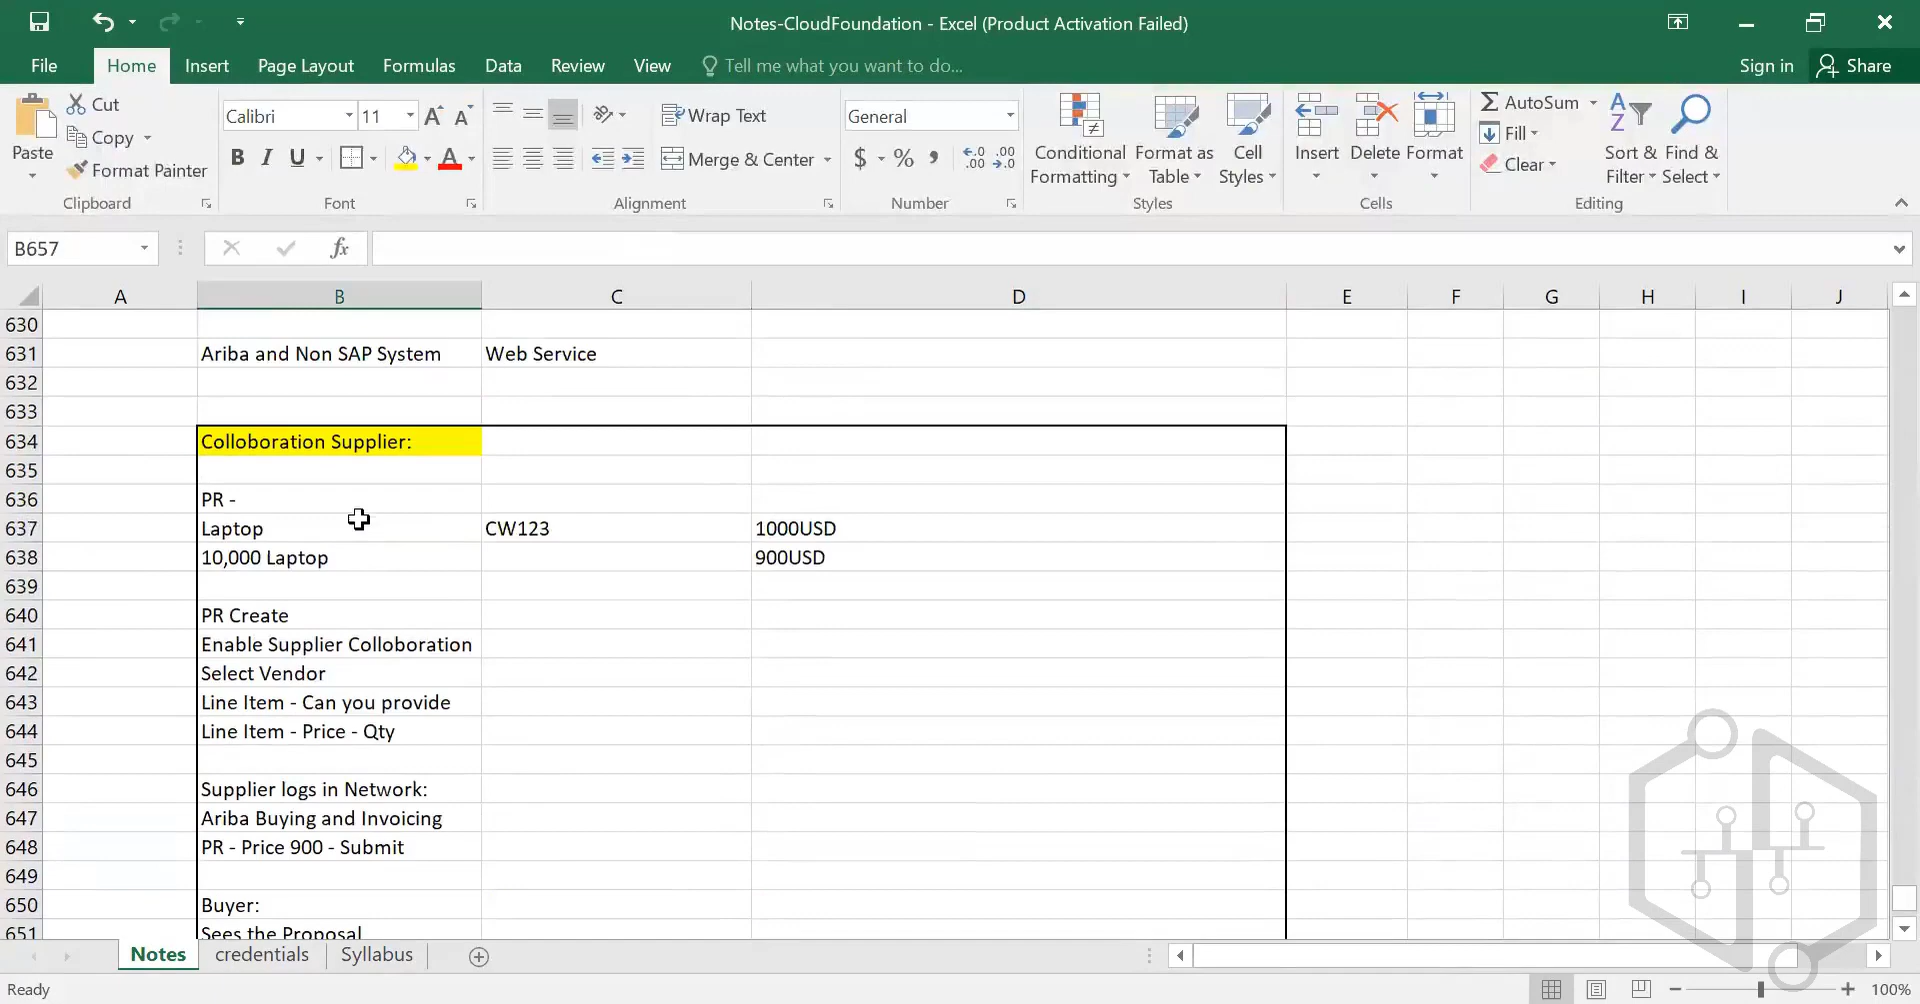 Notes-CloudFoundation - Excel (Product Activation Failed)
File Home Insert Page Layout Formulas Data Review View Tell me what you want to do... Sign in Share
Paste Cut Copy Format Painter
Clipboard
Calibri 11 A A
B I U A
Font
Wrap Text
Merge & Center
Alignment
General
$ % , .00 .00
Number
Conditional Formatting
Format as Table
Cell Styles
Styles
Insert Delete Format
Cells
AutoSum
Fill
Clear
Sort & Filter
Find & Select
Editing
B657 fx
A B C D E F G H I J
630
631 Ariba and Non SAP System Web Service
632
633
634 Colloboration Supplier:
635
636 PR -
637 Laptop CW123 1000USD
638 10,000 Laptop 900USD
639
640 PR Create
641 Enable Supplier Colloboration
642 Select Vendor
643 Line Item - Can you provide
644 Line Item - Price - Qty
645
646 Supplier logs in Network:
647 Ariba Buying and Invoicing
648 PR - Price 900 - Submit
649
650 Buyer:
651 Sees the Proposal
Notes credentials Syllabus
Ready 100%